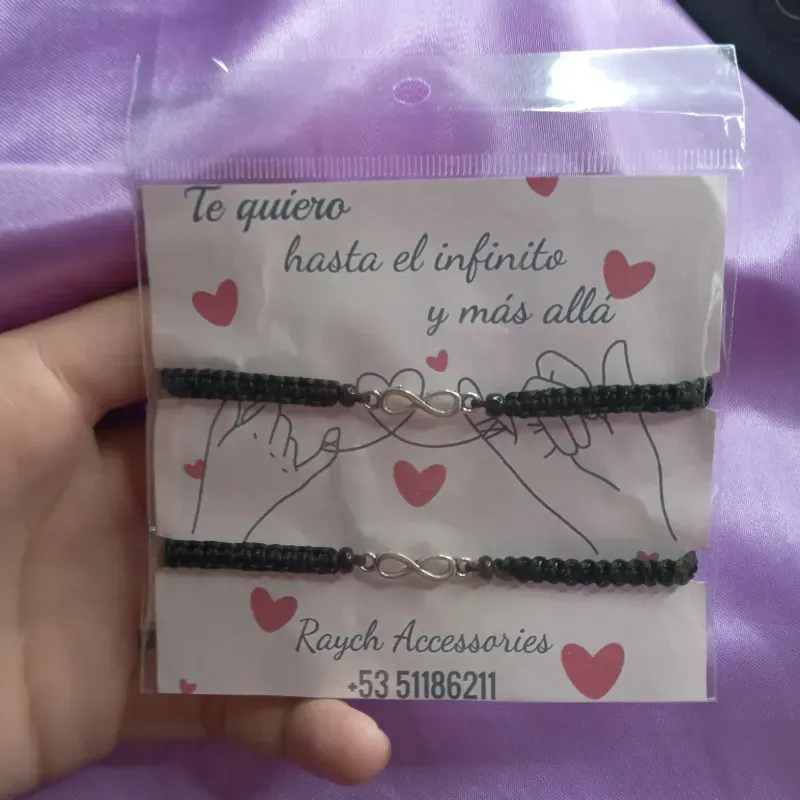 Te quiero
hasta el infinito
y más allá
Raych Accessories
+53 51186211